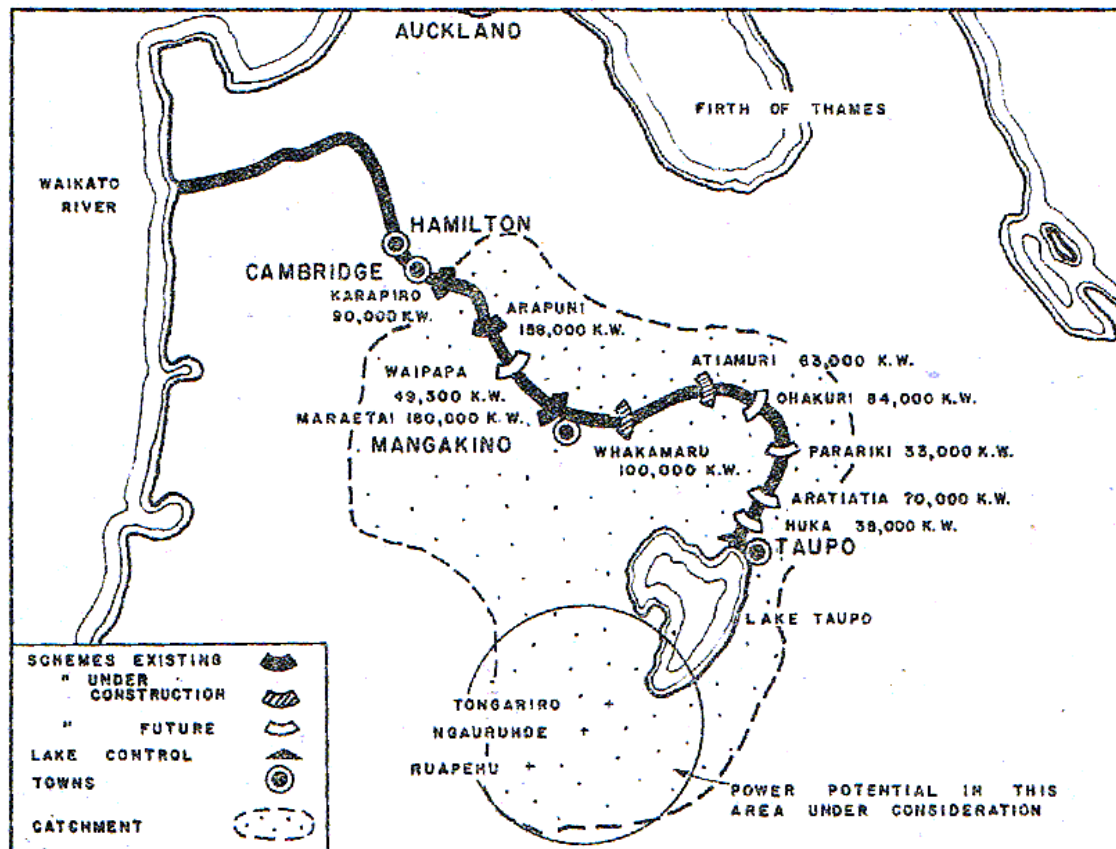 AUCKLAND
FIRTH OF THAMES
WAIKATO
RIVER
HAMILTON
CAMBRIDGE
KARAPIRO
90,000 K.W.
ARAPUNI
158,000 K.W.
WAIPAPA
49,300 K.W.
MARAETAI 180,000 K.W.
MANGAKINO
ATIAMURI 63,000 K.W.
OHAKURI 84,000 K.W.
WHAKAMARU
100,000 K.W.
PARARIKI 33,000 K.W.
ARATIATIA 70,000 K.W.
HUKA 38,000 K.W.
TAUPO
LAKE TAUPO
TONGARIRO
NGAURUHOE
RUAPEHU
POWER POTENTIAL IN THIS
AREA UNDER CONSIDERATION
SCHEMES EXISTING
" UNDER
CONSTRUCTION
" FUTURE
LAKE CONTROL
TOWNS
CATCHMENT